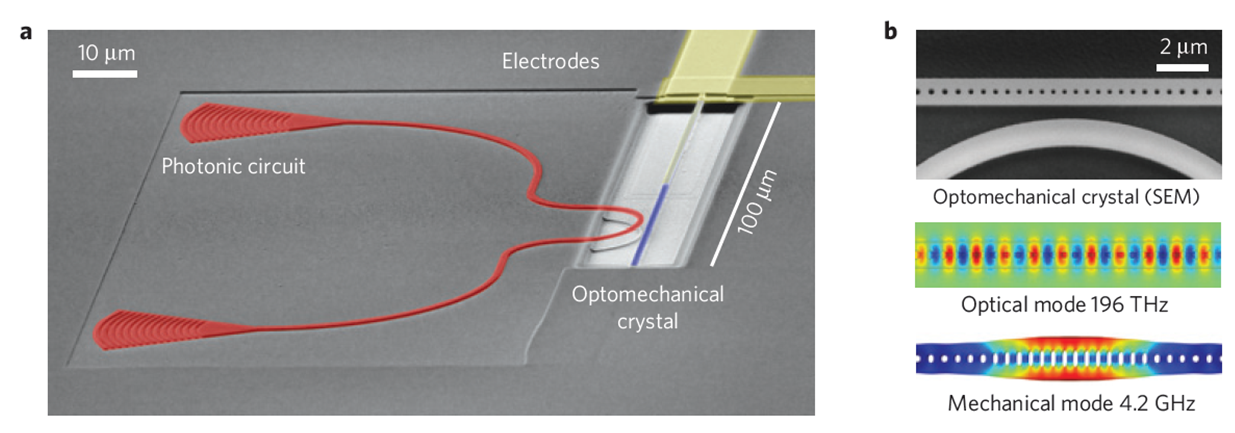 a
10 μm
Electrodes
Photonic circuit
100 μm
Optomechanical
crystal
b
2 μm
Optomechanical crystal (SEM)
Optical mode 196 THz
Mechanical mode 4.2 GHz